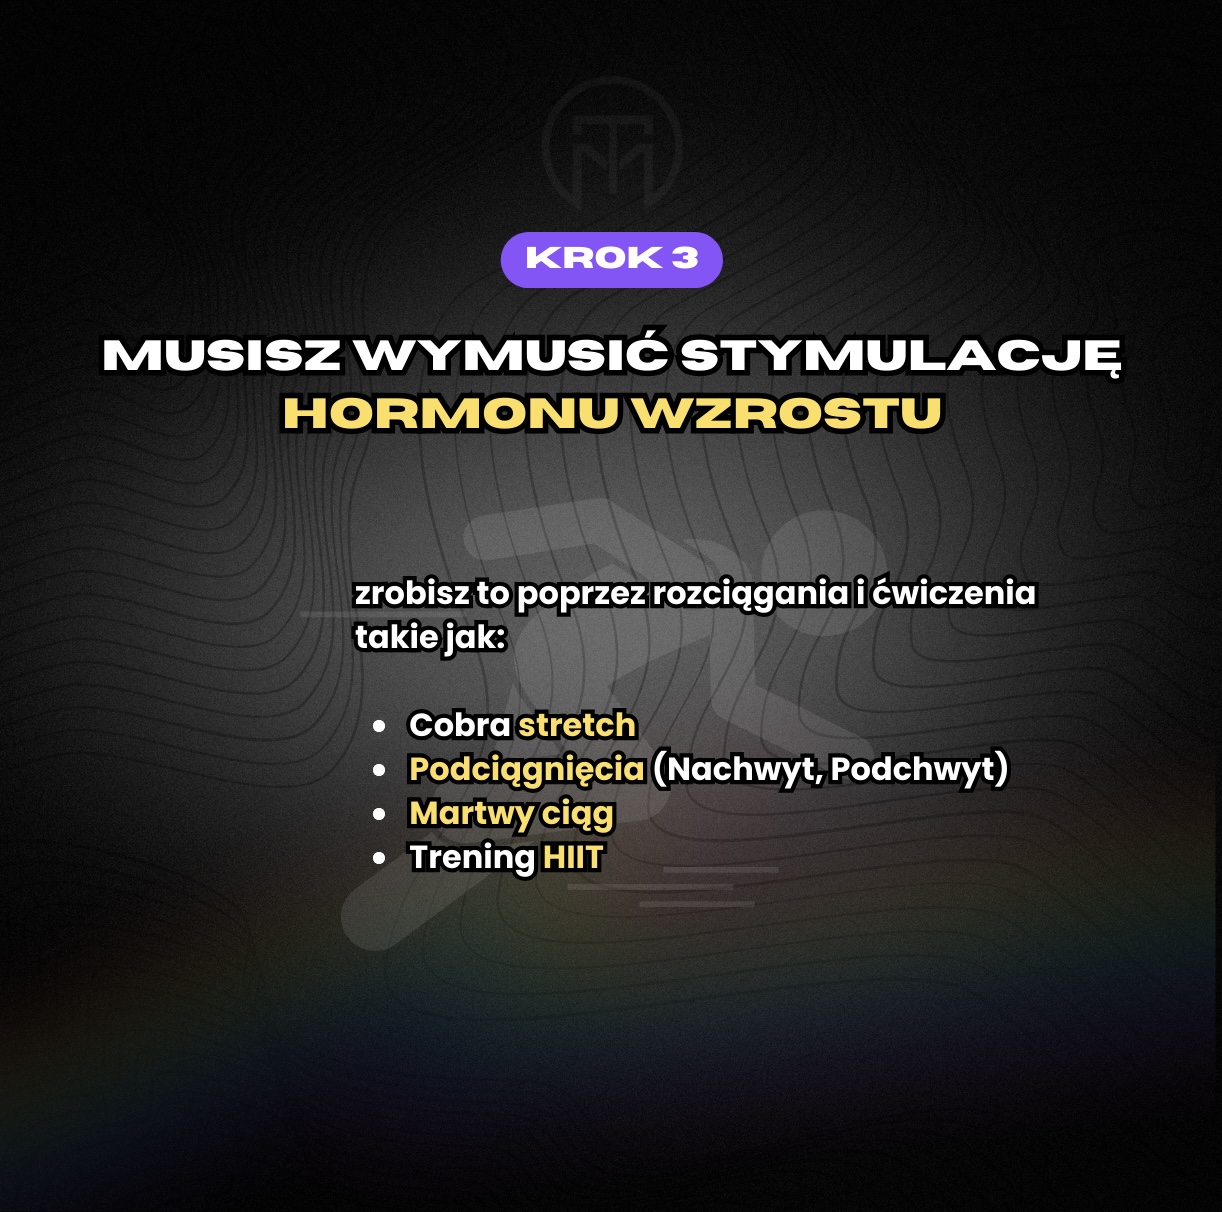 KROK 3
MUSISZ WYMUSIĆ STYMULACJĘ
HORMONU WZROSTU
zrobisz to poprzez rozciągania i ćwiczenia
takie jak:
• Cobra stretch
• Podciągnięcia (Nachwyt, Podchwyt)
• Martwy ciąg
• Trening HIIT